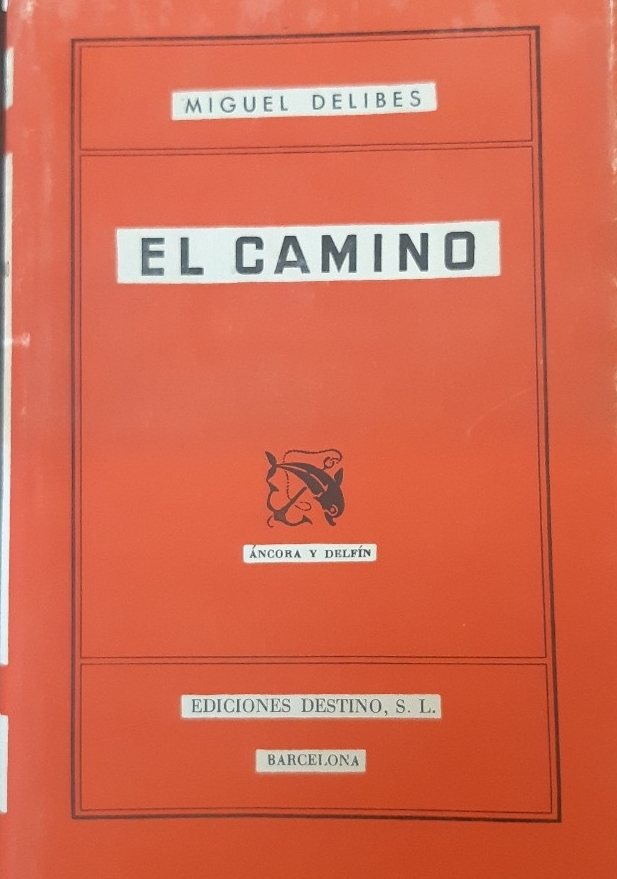 MIGUEL DELIBES
EL CAMINO
ÁNCORA Y DELFÍN
EDICIONES DESTINO, S. L.
BARCELONA